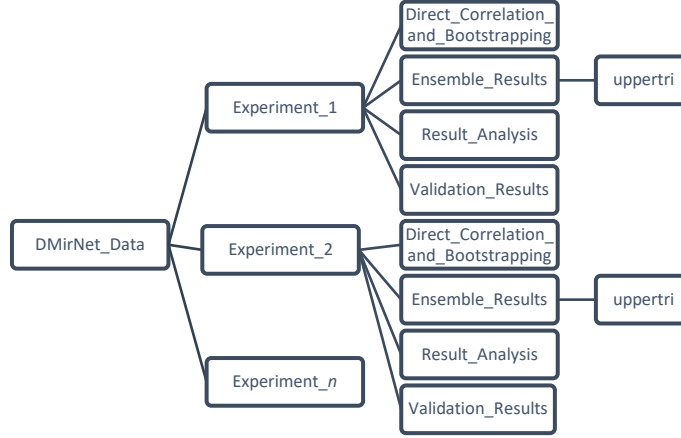 DMirNet_Data
Experiment_1
Direct_Correlation_
and_Bootstrapping
Ensemble_Results
uppertri
Result_Analysis
Validation_Results
Experiment_2
Direct_Correlation_
and_Bootstrapping
Ensemble_Results
uppertri
Result_Analysis
Validation_Results
Experiment_n